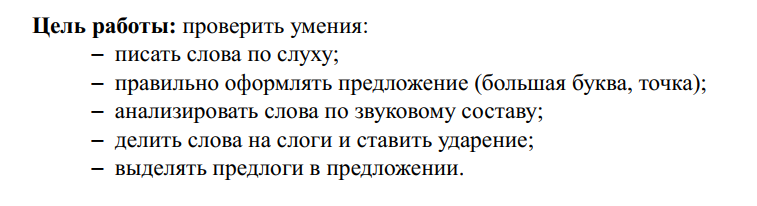 Цель работы: проверить умения:
– писать слова по слуху;
– правильно оформлять предложение (большая буква, точка);
– анализировать слова по звуковому составу;
– делить слова на слоги и ставить ударение;
– выделять предлоги в предложении.